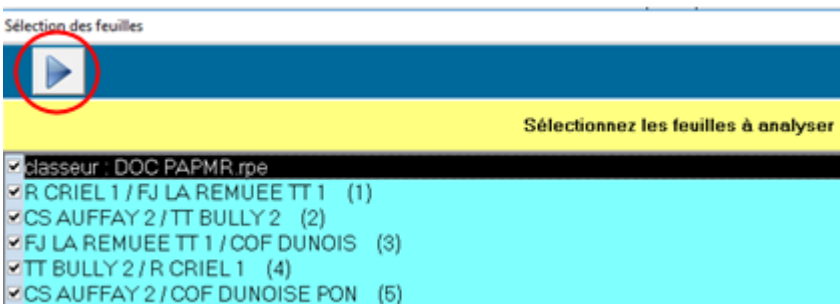 Sélection des feuilles
Sélectionnez les feuilles à analyser
classeur : DOC PAPMR.rpe
R CRIEL 1 / FJ LA REMUEE TT 1 (1)
CS AUFFAY 2 / TT BULLY 2 (2)
FJ LA REMUEE TT 1 / COF DUNOIS (3)
TT BULLY 2 / R CRIEL 1 (4)
CS AUFFAY 2 / COF DUNOISE PON (5)